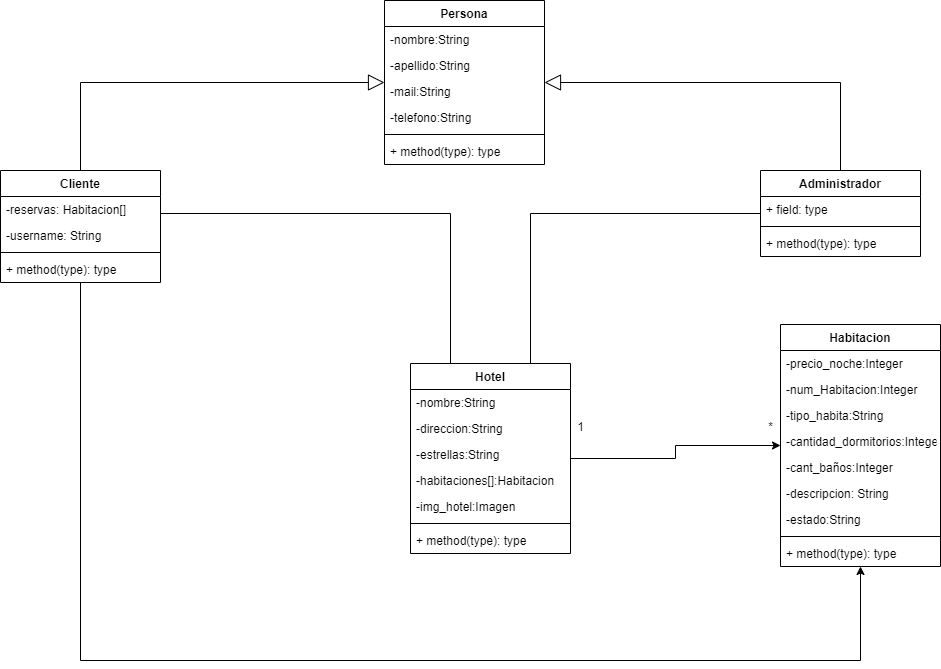 Persona
-nombre:String
-apellido:String
-mail:String
-telefono:String
+ method(type): type
Cliente
-reservas: Habitacion[]
-username: String
+ method(type): type
Administrador
+ field: type
+ method(type): type
Hotel
-nombre:String
-direccion:String
-estrellas:String
-habitaciones[]:Habitacion
-img_hotel:Imagen
+ method(type): type
1
*
Habitacion
-precio_noche:Integer
-num_Habitacion:Integer
-tipo_habita:String
-cantidad_dormitorios:Intege
-cant_baños:Integer
-descripcion: String
-estado:String
+ method(type): type